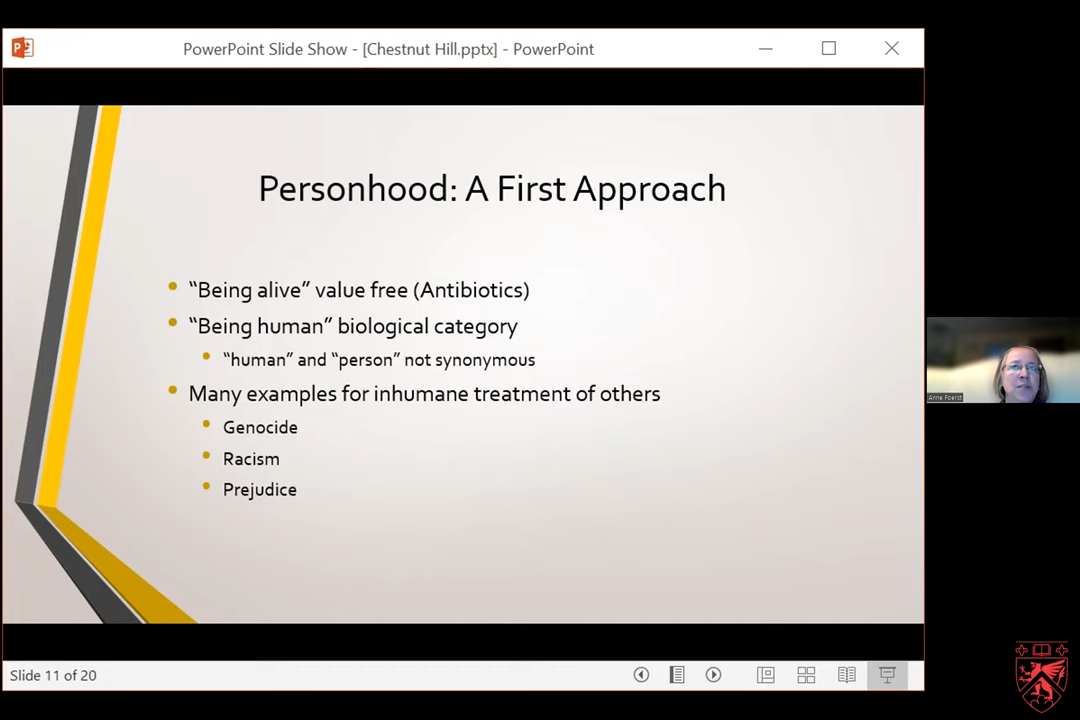 PowerPoint Slide Show - [Chestnut Hill.pptx] - PowerPoint
Personhood: A First Approach
“Being alive” value free (Antibiotics)
“Being human” biological category
“human” and “person” not synonymous
Many examples for inhumane treatment of others
Genocide
Racism
Prejudice
Anne Foerst
Slide 11 of 20